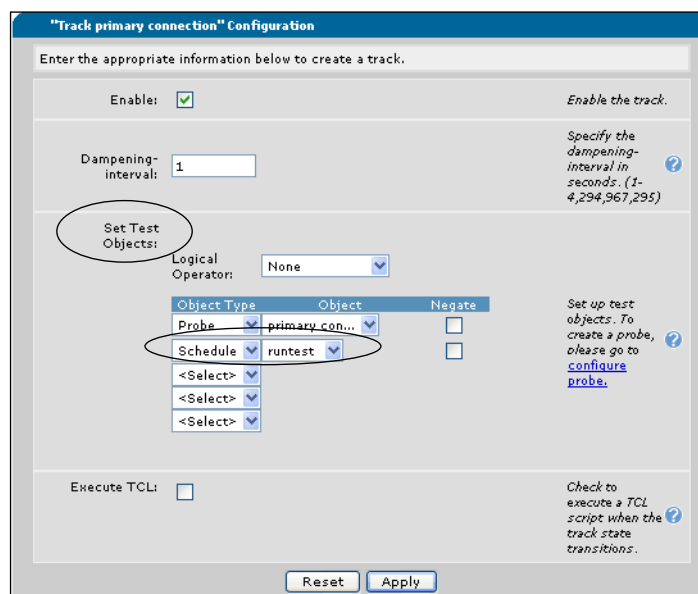 "Track primary connection" Configuration
Enter the appropriate information below to create a track.
Enable:
Enable the track.
Dampening-
interval:
1
Specify the
dampening-
interval in
seconds. (1-
4,294,967,295)
Set Test
Objects:
Logical
Operator:
None
Object Type Object Negate
Probe primary con...
Schedule runtest
<Select>
<Select>
<Select>
Set up test
objects. To
create a probe,
please go to
configure
probe.
Execute TCL:
Check to
execute a TCL
script when the
track state
transitions.
Reset Apply